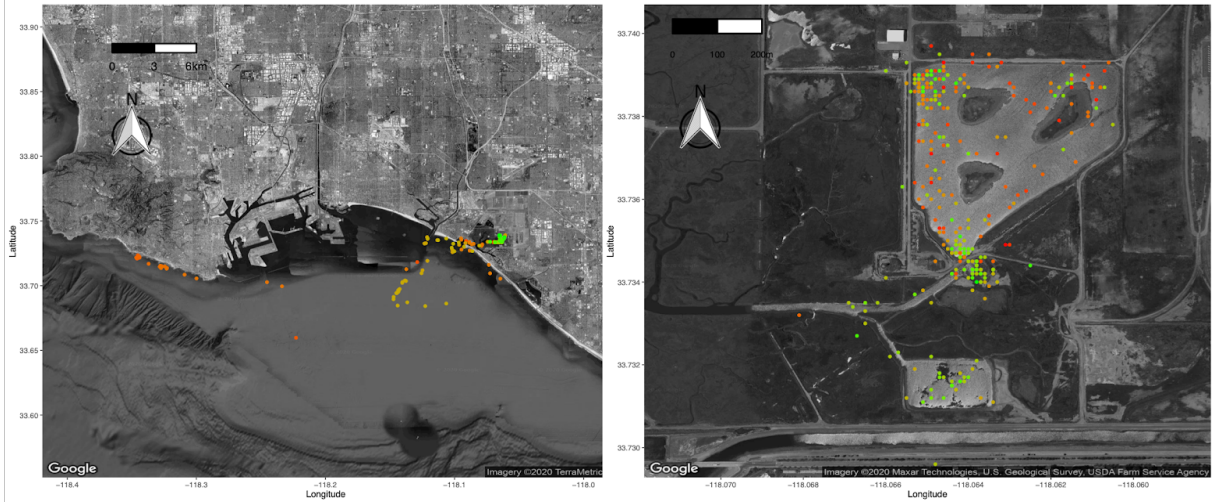 33.90
33.85
33.80
33.75
33.70
33.65
33.60
Latitude
0 3 6km
N
Google
Imagery ©2020 TerraMetric
−118.4 −118.3 −118.2 −118.1 −118.0
Longitude
33.740
33.738
33.736
33.734
33.732
33.730
Latitude
0 100 200m
N
Google
Imagery ©2020 Maxar Technologies, U.S. Geological Survey, USDA Farm Service Agency
−118.070 −118.068 −118.066 −118.064 −118.062 −118.060
Longitude